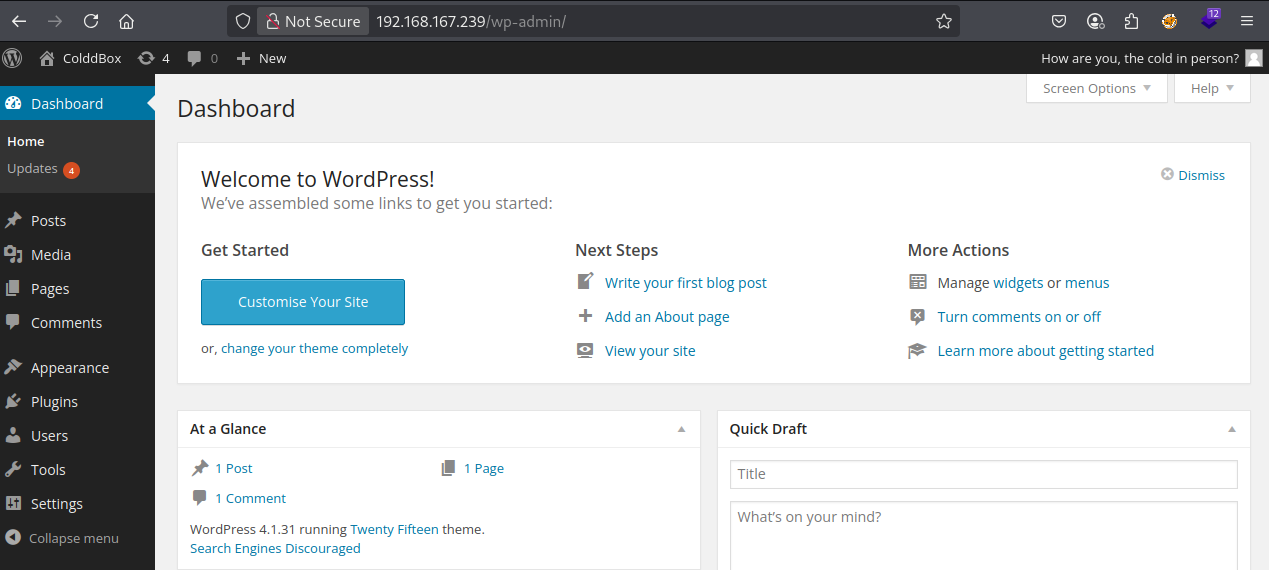 Not Secure 192.168.167.239/wp-admin/ 12
ColddBox 4 0 New How are you, the cold in person?
Screen Options Help
Dashboard
Home
Updates 4
Posts
Media
Pages
Comments
Appearance
Plugins
Users
Tools
Settings
Collapse menu
Dashboard
Welcome to WordPress!
Dismiss
We've assembled some links to get you started:
Get Started
Customise Your Site
or, change your theme completely
Next Steps
Write your first blog post
Add an About page
View your site
More Actions
Manage widgets or menus
Turn comments on or off
Learn more about getting started
At a Glance
1 Post 1 Page
1 Comment
WordPress 4.1.31 running Twenty Fifteen theme.
Search Engines Discouraged
Quick Draft
Title
What's on your mind?